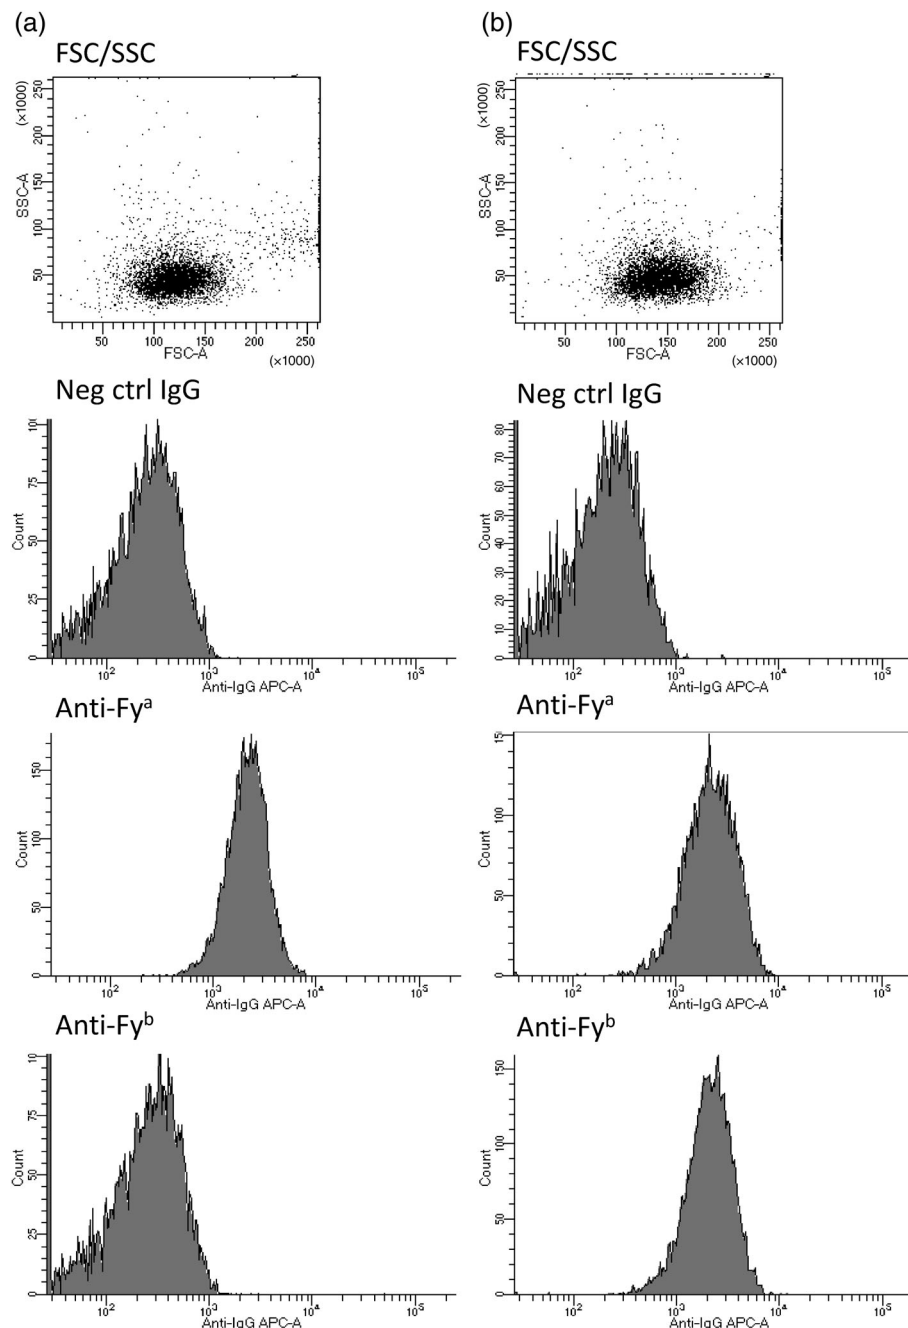 (a)
FSC/SSC
(×1000)
250
200
150
100
50
SSC-A
50 100 150 200 250
FSC-A
(×1000)
Neg ctrl IgG
75
50
25
0
Count
10² 10³ 10⁴ 10⁵
Anti-IgG APC-A
Anti-Fyᵃ
150
100
50
0
Count
10² 10³ 10⁴ 10⁵
Anti-IgG APC-A
Anti-Fyᵇ
75
50
25
0
Count
10² 10³ 10⁴ 10⁵
Anti-IgG APC-A
(b)
FSC/SSC
(×1000)
250
200
150
100
50
SSC-A
50 100 150 200 250
FSC-A
(×1000)
Neg ctrl IgG
80
70
60
50
40
30
20
10
0
Count
10² 10³ 10⁴ 10⁵
Anti-IgG APC-A
Anti-Fyᵃ
100
50
0
Count
10² 10³ 10⁴ 10⁵
Anti-IgG APC-A
Anti-Fyᵇ
150
100
50
0
Count
10² 10³ 10⁴ 10⁵
Anti-IgG APC-A